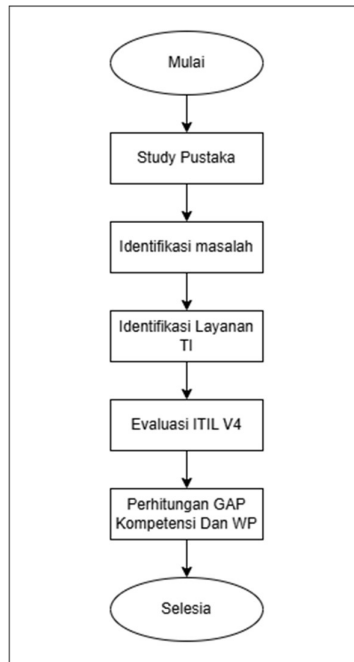 Mulai
Study Pustaka
Identifikasi masalah
Identifikasi Layanan
TI
Evaluasi ITIL V4
Perhitungan GAP
Kompetensi Dan WP
Selesia